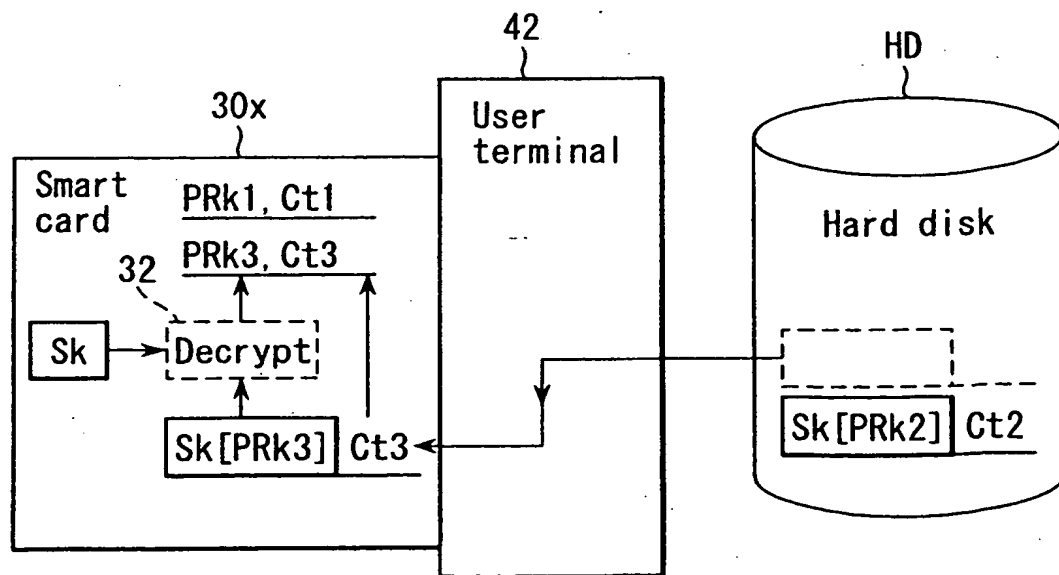 42
HD
30x
User
terminal
Smart
card
PRk1, Ct1
PRk3, Ct3
32
Sk
Decrypt
Sk[PRk3] Ct3
Hard disk
Sk[PRk2] Ct2